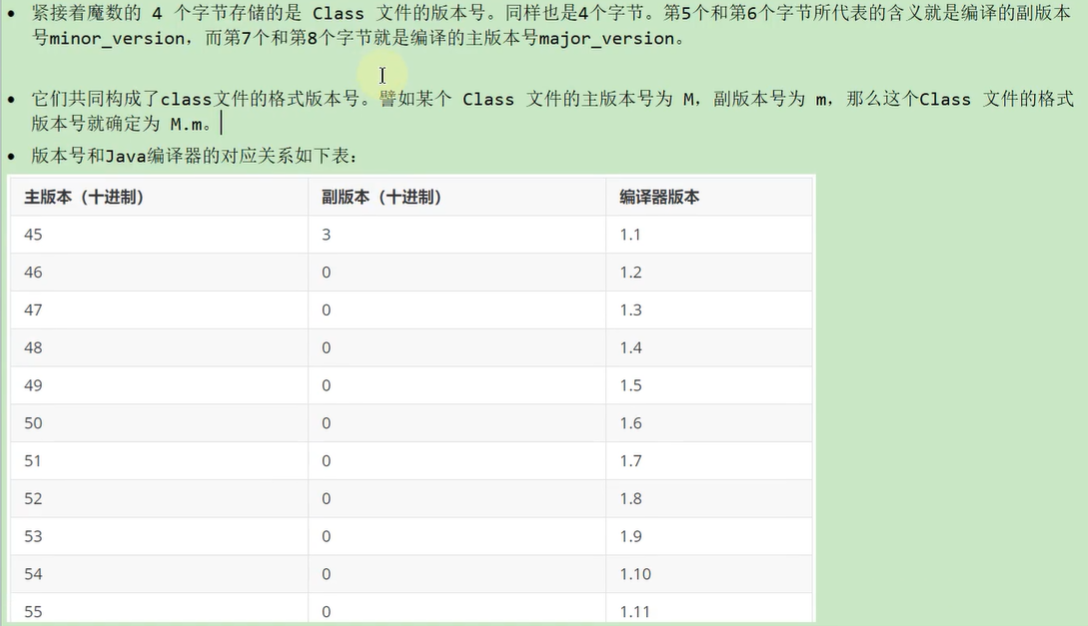 • 紧接着魔数的 4 个字节存储的是 Class 文件的版本号。同样也是4个字节。第5个和第6个字节所代表的含义就是编译的副版本
号minor_version，而第7个和第8个字节就是编译的主版本号major_version。
• 它们共同构成了class文件的格式版本号。譬如某个 Class 文件的主版本号为 M，副版本号为 m，那么这个Class 文件的格式
版本号就确定为 M.m。
• 版本号和Java编译器的对应关系如下表：
主版本（十进制） 副版本（十进制） 编译器版本
45 3 1.1
46 0 1.2
47 0 1.3
48 0 1.4
49 0 1.5
50 0 1.6
51 0 1.7
52 0 1.8
53 0 1.9
54 0 1.10
55 0 1.11